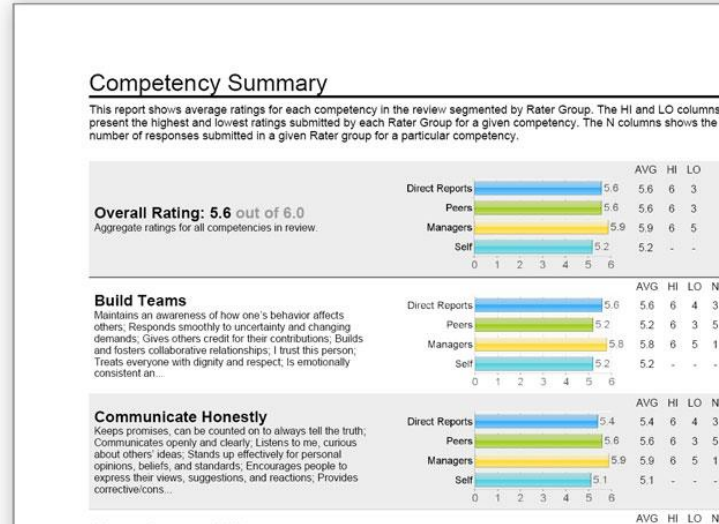 Competency Summary
This report shows average ratings for each competency in the review segmented by Rater Group. The HI and LO columns
present the highest and lowest ratings submitted by each Rater Group for a given competency. The N columns shows the
number of responses submitted in a given Rater group for a particular competency.
AVG HI LO
Direct Reports 5.6 5.6 6 3
Overall Rating: 5.6 out of 6.0
Aggregate ratings for all competencies in review.
Peers 5.6 5.6 6 3
Managers 5.9 5.9 6 5
Self 5.2 5.2 - -
0 1 2 3 4 5 6
AVG HI LO N
Build Teams
Maintains an awareness of how one's behavior affects
others; Responds smoothly to uncertainty and changing
demands; Gives others credit for their contributions; Builds
and fosters collaborative relationships; I trust this person;
Treats everyone with dignity and respect; Is emotionally
consistent an...
Direct Reports 5.6 5.6 6 4 3
Peers 5.2 5.2 6 3 5
Managers 5.8 5.8 6 5 1
Self 5.2 5.2 - - -
0 1 2 3 4 5 6
AVG HI LO N
Communicate Honestly
Keeps promises, can be counted on to always tell the truth;
Communicates openly and clearly; Listens to me, curious
about others' ideas; Stands up effectively for personal
opinions, beliefs, and standards; Encourages people to
express their views, suggestions, and reactions; Provides
corrective/cons...
Direct Reports 5.4 5.4 6 4 3
Peers 5.6 5.6 6 3 5
Managers 5.9 5.9 6 5 1
Self 5.1 5.1 - - -
0 1 2 3 4 5 6
AVG HI LO N